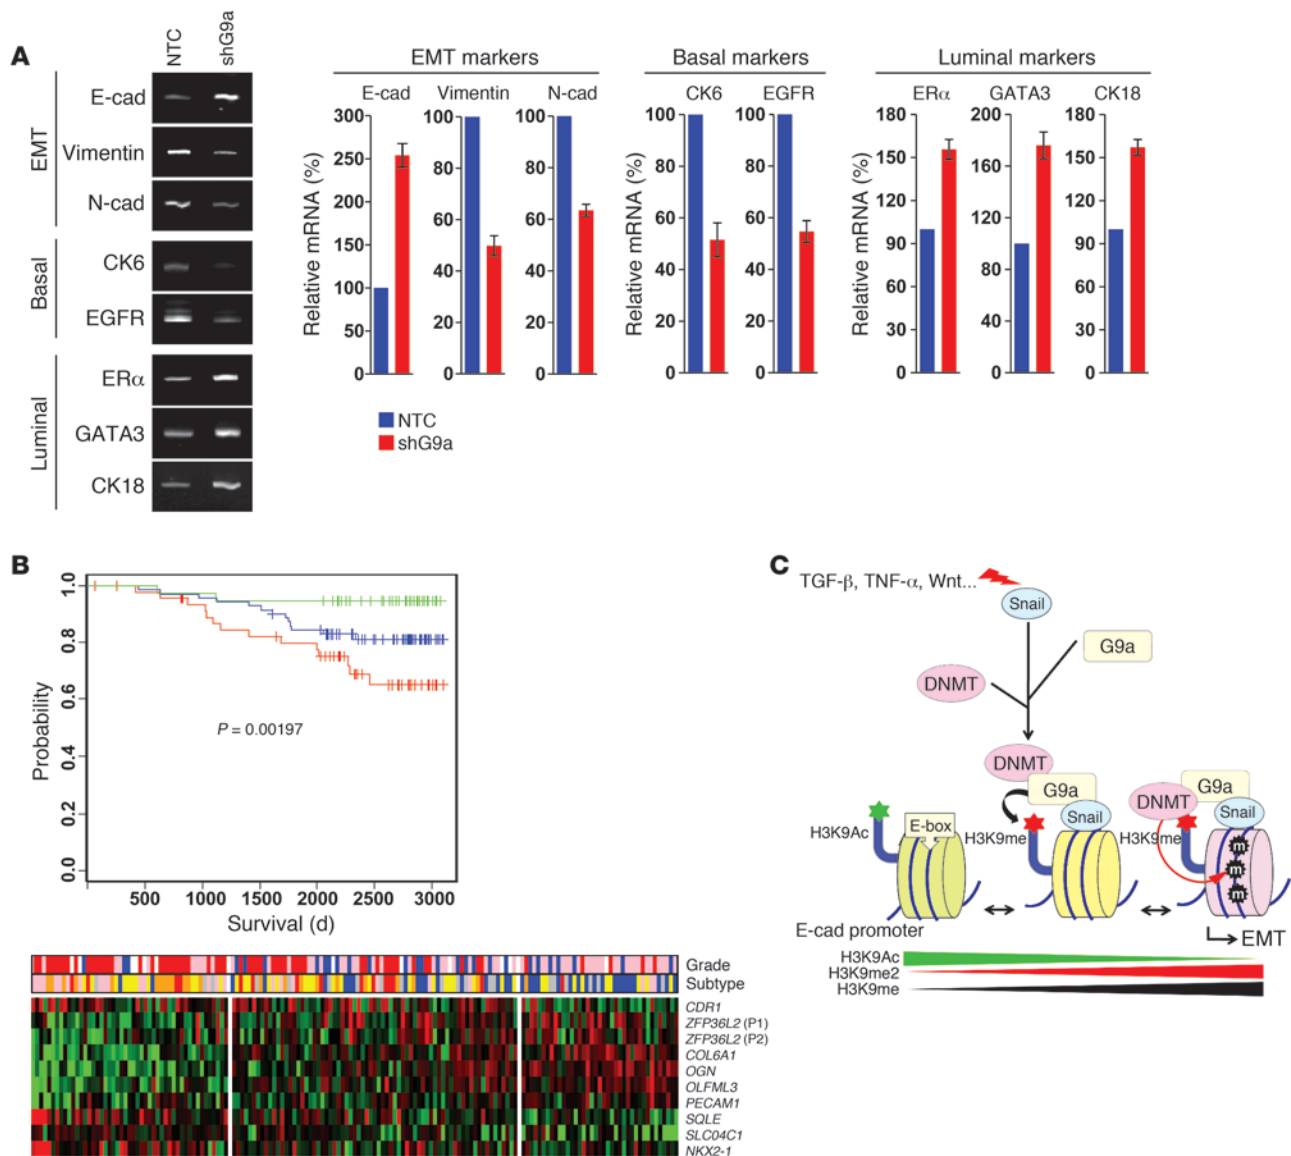 A
NTC
shG9a
EMT
E-cad
Vimentin
N-cad
Basal
CK6
EGFR
Luminal
ERα
GATA3
CK18
EMT markers
Basal markers
Luminal markers
E-cad
Vimentin
N-cad
CK6
EGFR
ERα
GATA3
CK18
Relative mRNA (%)
300
250
200
150
100
50
0
100
80
60
40
20
0
100
80
60
40
20
0
Relative mRNA (%)
100
80
60
40
20
0
100
80
60
40
20
0
Relative mRNA (%)
180
150
120
90
60
30
0
200
160
120
80
40
0
180
150
120
90
60
30
0
NTC
shG9a
B
Probability
1.0
0.8
0.6
0.4
0.2
0.0
P = 0.00197
500 1000 1500 2000 2500 3000
Survival (d)
Grade
Subtype
CDR1
ZFP36L2 (P1)
ZFP36L2 (P2)
COL6A1
OGN
OLFML3
PECAM1
SQLE
SLC04C1
NKX2-1
C
TGF-β, TNF-α, Wnt...
Snail
G9a
DNMT
DNMT
G9a
Snail
H3K9me
H3K9Ac
E-box
E-cad promoter
DNMT
G9a
Snail
H3K9me
m
m
m
EMT
H3K9Ac
H3K9me2
H3K9me